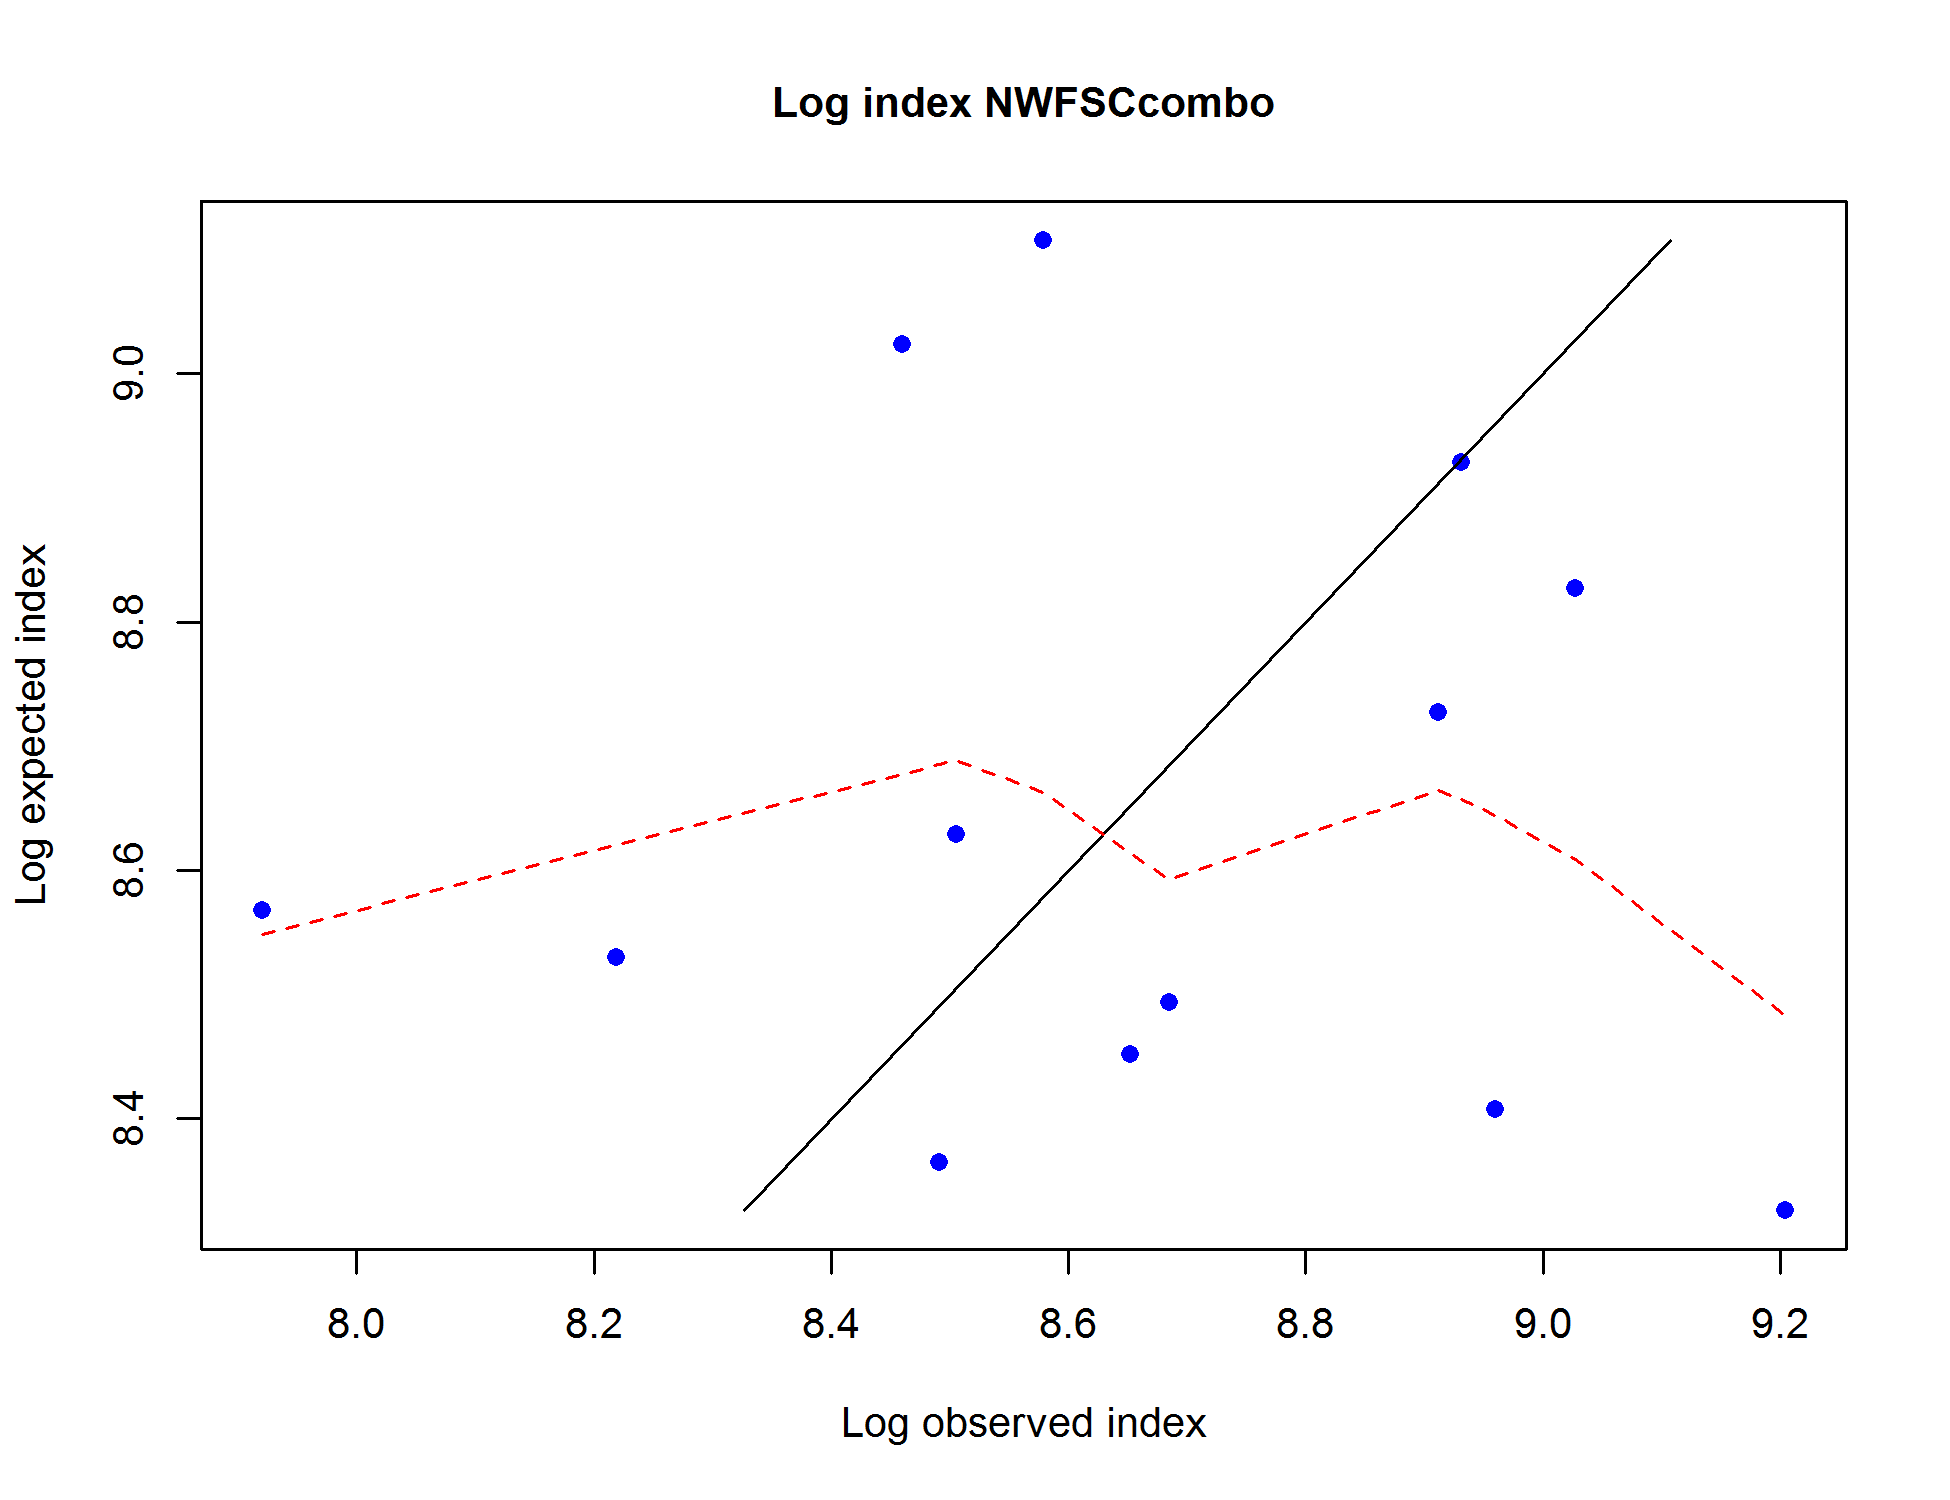 Log index NWFSCcombo
Log expected index
9.0
8.8
8.6
8.4
8.0 8.2 8.4 8.6 8.8 9.0 9.2
Log observed index